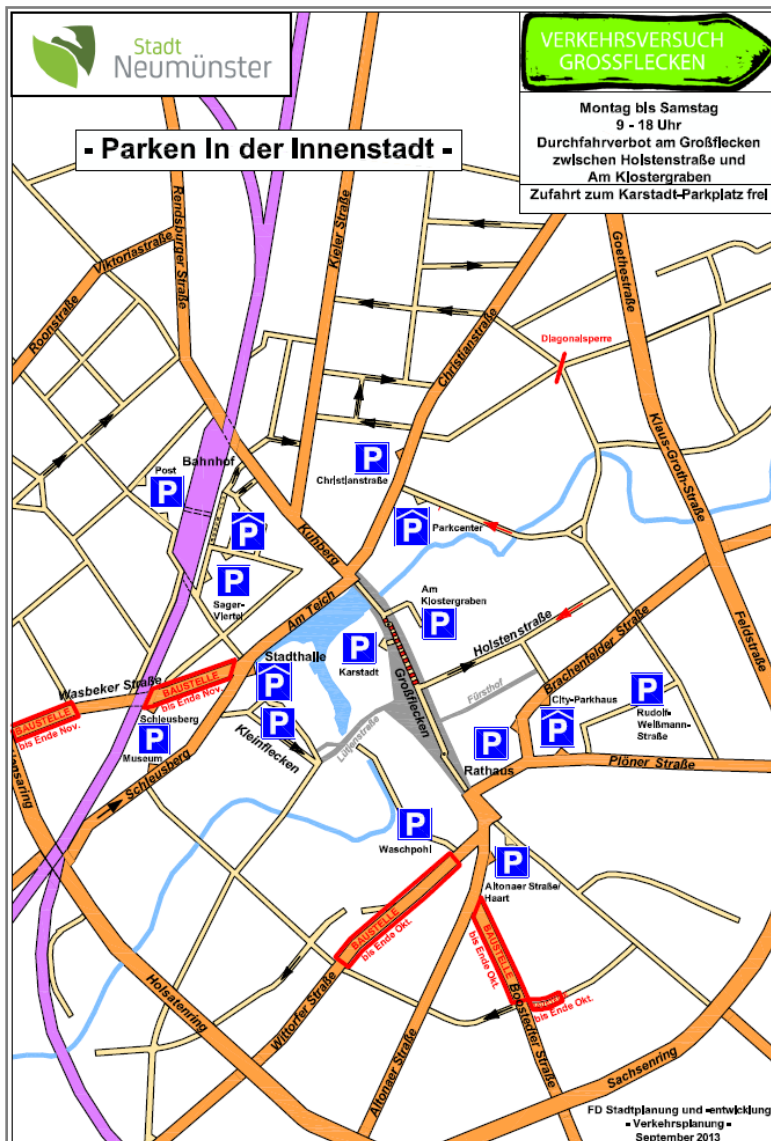 Stadt
Neumünster
VERKEHRSVERSUCH
GROSSFLECKEN
Montag bis Samstag
9 - 18 Uhr
Durchfahrverbot am Großflecken
zwischen Holstenstraße und
Am Klostergraben
Zufahrt zum Karstadt-Parkplatz frei
- Parken In der Innenstadt -
Rendsburger Straße
Kieler Straße
Viktoriastraße
Roonstraße
Goethestraße
Christianstraße
Diagonalsperre
Klaus-Groth-Straße
Bahnhof
Post
P
P
Christianstraße
P
Parkcenter
P
Kuhberg
P
Sager-
Viertel
Am Teich
Am
Klostergraben
P
Holstenstraße
Feldstraße
Brachenfelder Straße
Stadthalle
P
P
Karstadt
Großflecken
Fürsthof
Wasbeker Straße
BAUSTELLE
bis Ende Nov.
BAUSTELLE
bis Ende Nov.
Schleusberg
P
Museum
P
Kleinflecken
Lütjenstraße
City-Parkhaus
P
P
Rudolf-
Weißmann-
Straße
P
Rathaus
Plöner Straße
Schleusberg
P
Waschpohl
P
Altonaer Straße/
Haart
BAUSTELLE
bis Ende Okt.
BAUSTELLE
bis Ende Okt.
bis Ende Okt.
Holsatenring
Wittorfer Straße
Altonaer Straße
Boostedter Straße
Sachsenring
FD Stadtplanung und -entwicklung
- Verkehrsplanung -
September 2013